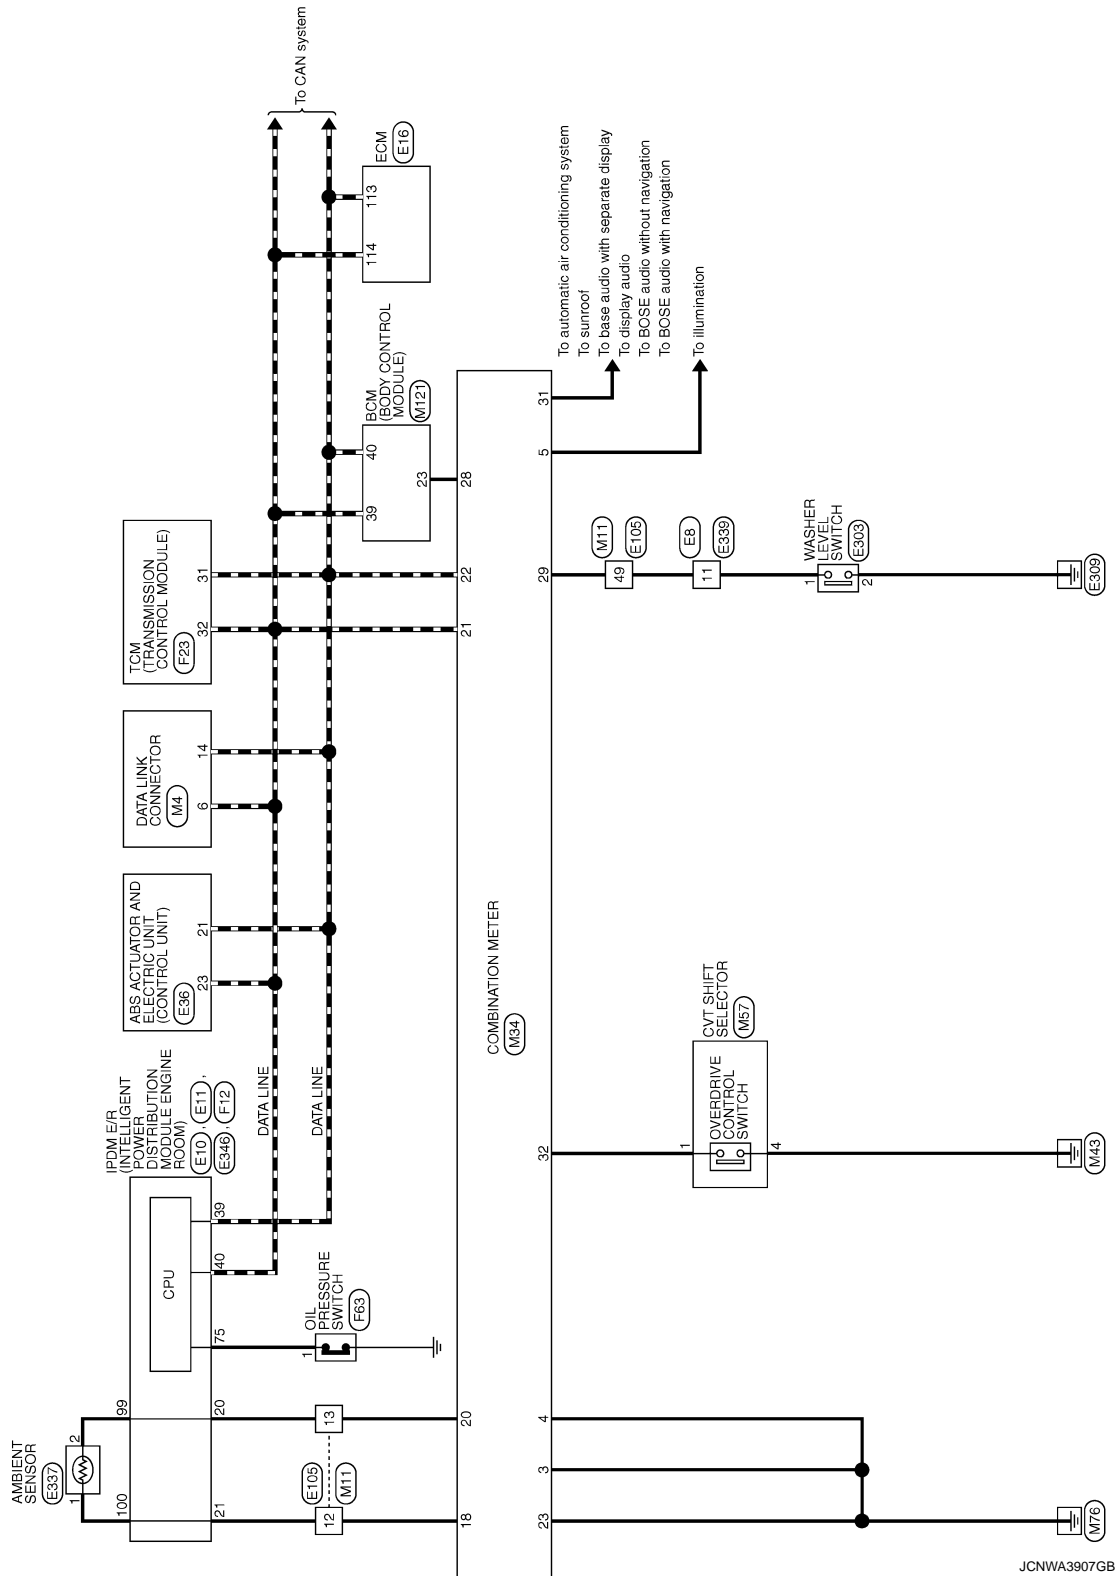 AMBIENT
SENSOR
E337
1
2
100
99
21
20
75
40
39
CPU
IPDM E/R
(INTELLIGENT
POWER
DISTRIBUTION
MODULE ENGINE
ROOM)
E10 , E11 ,
E346 , F12
12
13
E105
M11
1
OIL
PRESSURE
SWITCH
F63
DATA LINE
DATA LINE
ABS ACTUATOR AND
ELECTRIC UNIT
(CONTROL UNIT)
E36
23
21
DATA LINK
CONNECTOR
M4
6
14
TCM
(TRANSMISSION
CONTROL MODULE)
F23
32
31
BCM
(BODY CONTROL
MODULE)
M121
39
40
23
ECM
E16
114
113
To CAN system
COMBINATION METER
M34
18
20
21
22
28
23
3
4
32
29
5
31
M76
1
OVERDRIVE
CONTROL
SWITCH
4
CVT SHIFT
SELECTOR
M57
M43
49
M11
E105
11
E8
E339
1
2
WASHER
LEVEL
SWITCH
E303
E309
To automatic air conditioning system
To sunroof
To base audio with separate display
To display audio
To BOSE audio without navigation
To BOSE audio with navigation
To illumination
JCNWA3907GB